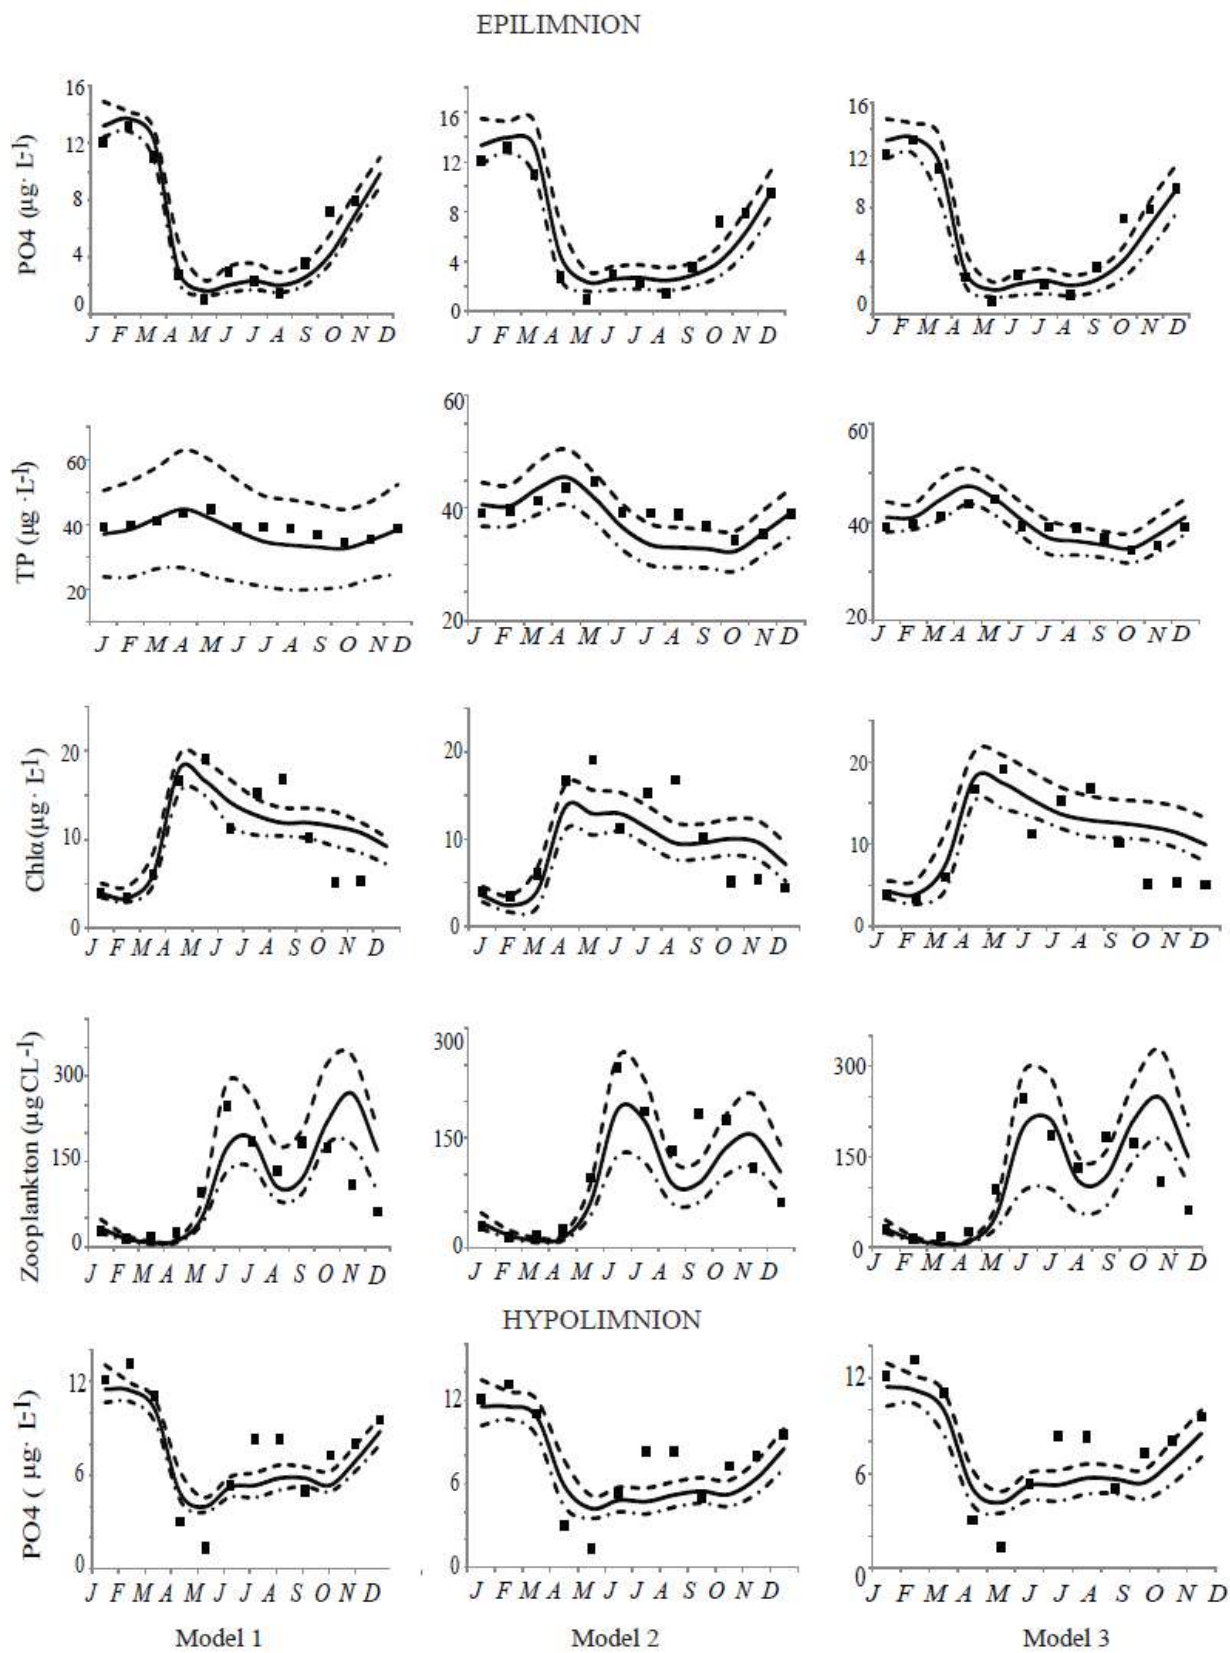 EPILIMNION
PO4 (µg· L-1)
16 12 8 4 0
J F M A M J J A S O N D
16 12 8 4 0
J F M A M J J A S O N D
16 12 8 4 0
J F M A M J J A S O N D
TP (µg ·L-1)
60 40 20
J F M A M J J A S O N D
60 40 20
J F M A M J J A S O N D
60 40 20
J F M A M J J A S O N D
Chlα(µg· L-1)
20 10 0
J F M A M J J A S O N D
20 10 0
J F M A M J J A S O N D
20 10 0
J F M A M J J A S O N D
Zooplankton (µgCL-1)
300 150 0
J F M A M J J A S O N D
300 150 0
J F M A M J J A S O N D
300 150 0
J F M A M J J A S O N D
HYPOLIMNION
PO4 ( µg· L-1)
12 6 0
J F M A M J J A S O N D
12 6 0
J F M A M J J A S O N D
12 6 0
J F M A M J J A S O N D
Model 1 Model 2 Model 3